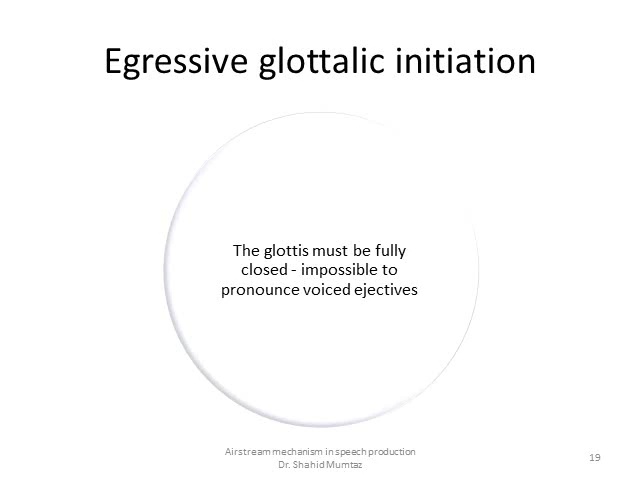 Egressive glottalic initiation
The glottis must be fully
closed - impossible to
pronounce voiced ejectives
Airstream mechanism in speech production
Dr. Shahid Mumtaz
19